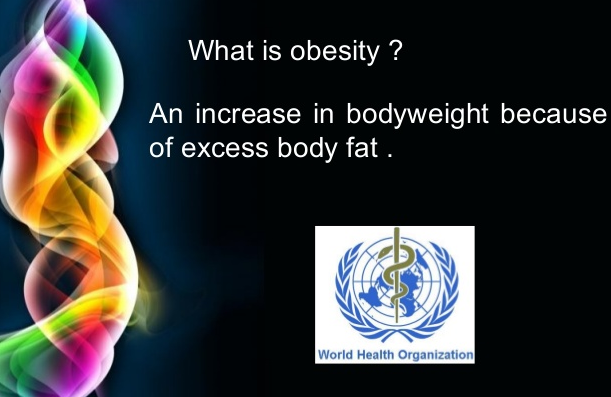 What is obesity ?
An increase in bodyweight because
of excess body fat .
World Health Organization